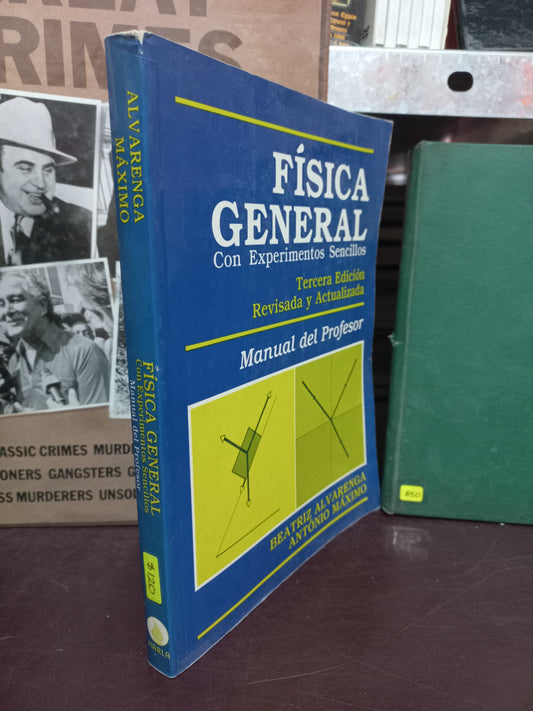 CRIMES
ASSIC CRIMES MURD
ONERS GANGSTERS G
SS MURDERERS UNSO
ALVARENGA
MÁXIMO
FÍSICA GENERAL
Con Experimentos Sencillos
Manual del Profesor
$120
HARLA
FÍSICA
GENERAL
Con Experimentos Sencillos
Tercera Edición
Revisada y Actualizada
Manual del Profesor
BEATRIZ ALVARENGA
ANTÔNIO MÁXIMO
$50